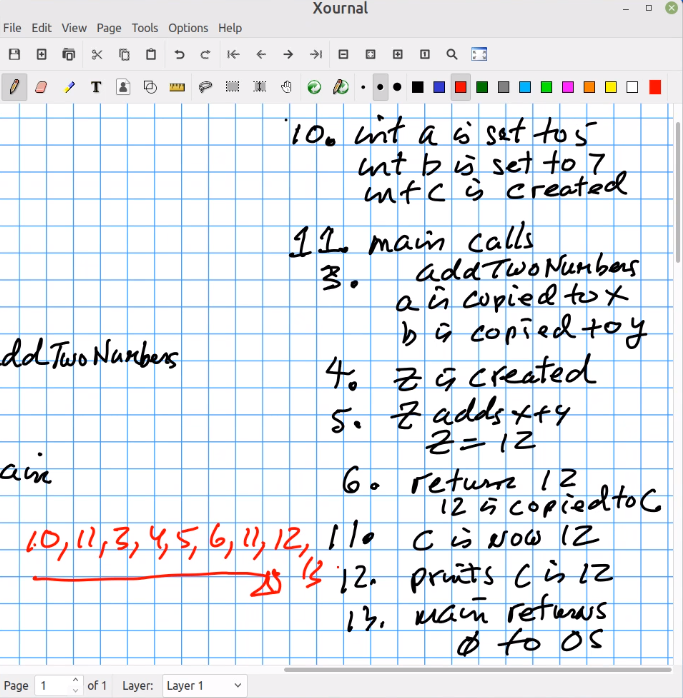 Xournal
File Edit View Page Tools Options Help
T
10. int a is set to 5
int b is set to 7
int c is created
11. main calls
3. addTwoNumbers
a is copied to x
b is copied to y
ddTwoNumbers
4. z is created
5. z adds x+y
z = 12
ain
6. return 12
12 is copied to C
10, 11, 3, 4, 5, 6, 11, 12, 13
11. C is now 12
12. prints C is 12
13. main returns
0 to OS
Page 1 of 1 Layer: Layer 1